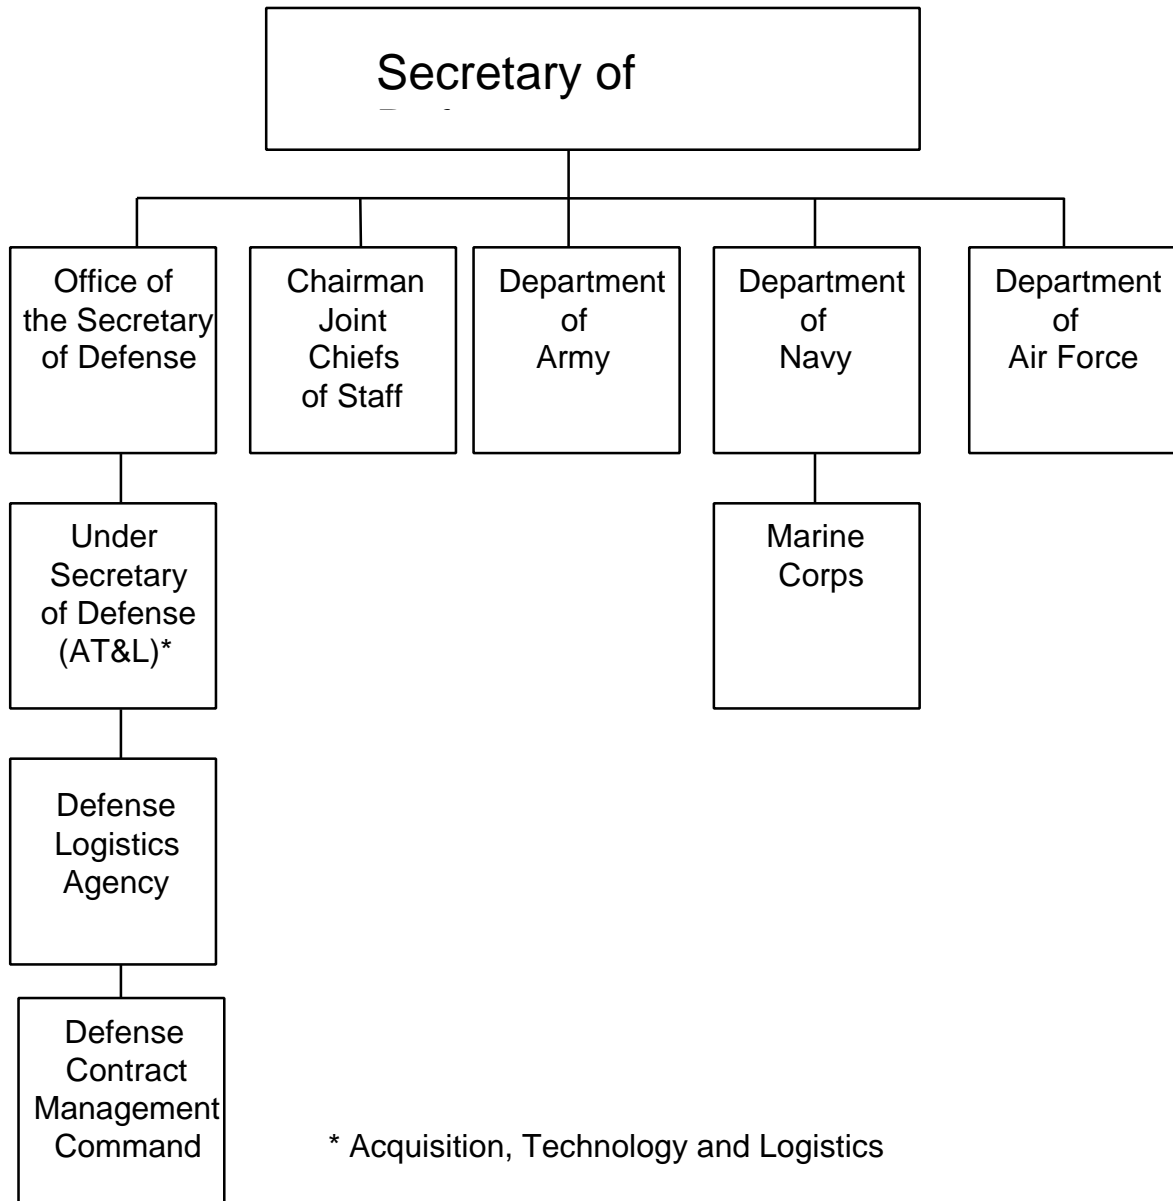 Secretary of
Office of
the Secretary
of Defense
Chairman
Joint
Chiefs
of Staff
Department
of
Army
Department
of
Navy
Department
of
Air Force
Under
Secretary
of Defense
(AT&L)*
Marine
Corps
Defense
Logistics
Agency
Defense
Contract
Management
Command
* Acquisition, Technology and Logistics